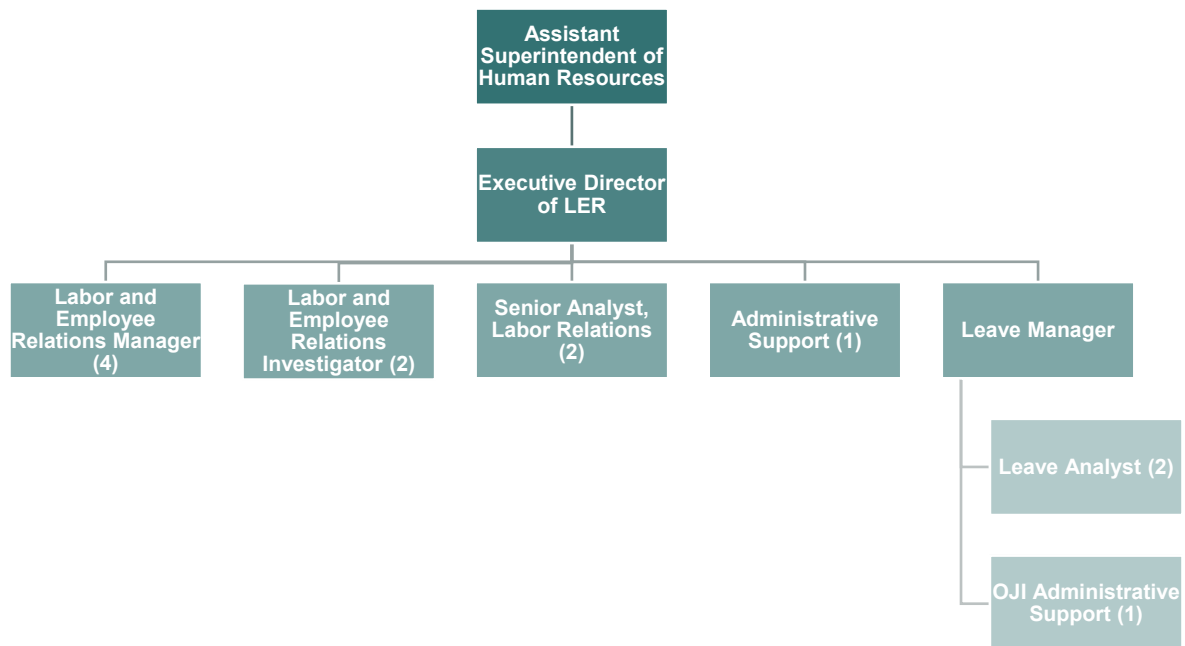 Assistant
Superintendent of
Human Resources
Executive Director
of LER
Labor and
Employee
Relations Manager
(4)
Labor and
Employee
Relations
Investigator (2)
Senior Analyst,
Labor Relations
(2)
Administrative
Support (1)
Leave Manager
Leave Analyst (2)
OJI Administrative
Support (1)